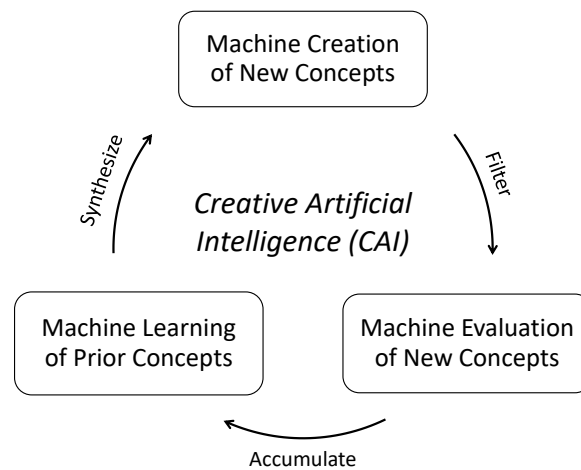 Machine Creation
of New Concepts
Synthesize
Filter
Creative Artificial
Intelligence (CAI)
Machine Learning
of Prior Concepts
Machine Evaluation
of New Concepts
Accumulate